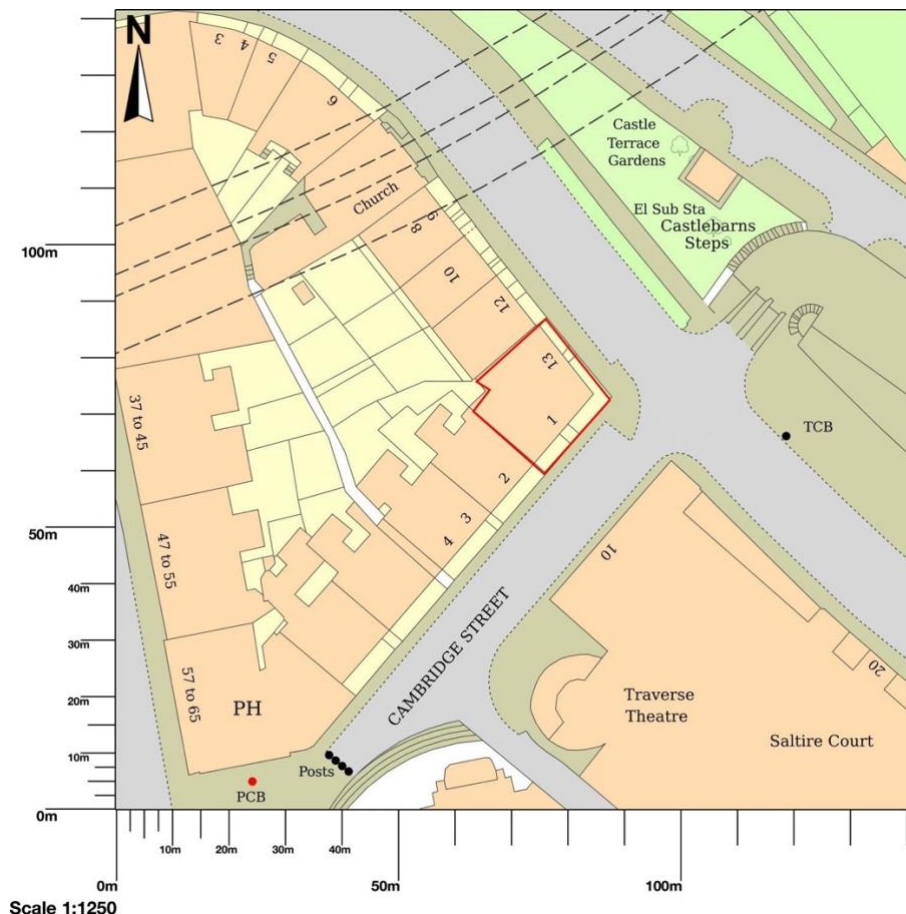 N
3
4
5
6
Church
9
8
10
12
13
1
2
3
4
Castle
Terrace
Gardens
El Sub Sta
Castlebarns
Steps
TCB
100m
50m
40m
30m
20m
10m
0m
37 to 45
47 to 55
57 to 65
PH
CAMBRIDGE STREET
10
Traverse
Theatre
20
Saltire Court
Posts
PCB
10m
20m
30m
40m
0m
50m
100m
Scale 1:1250